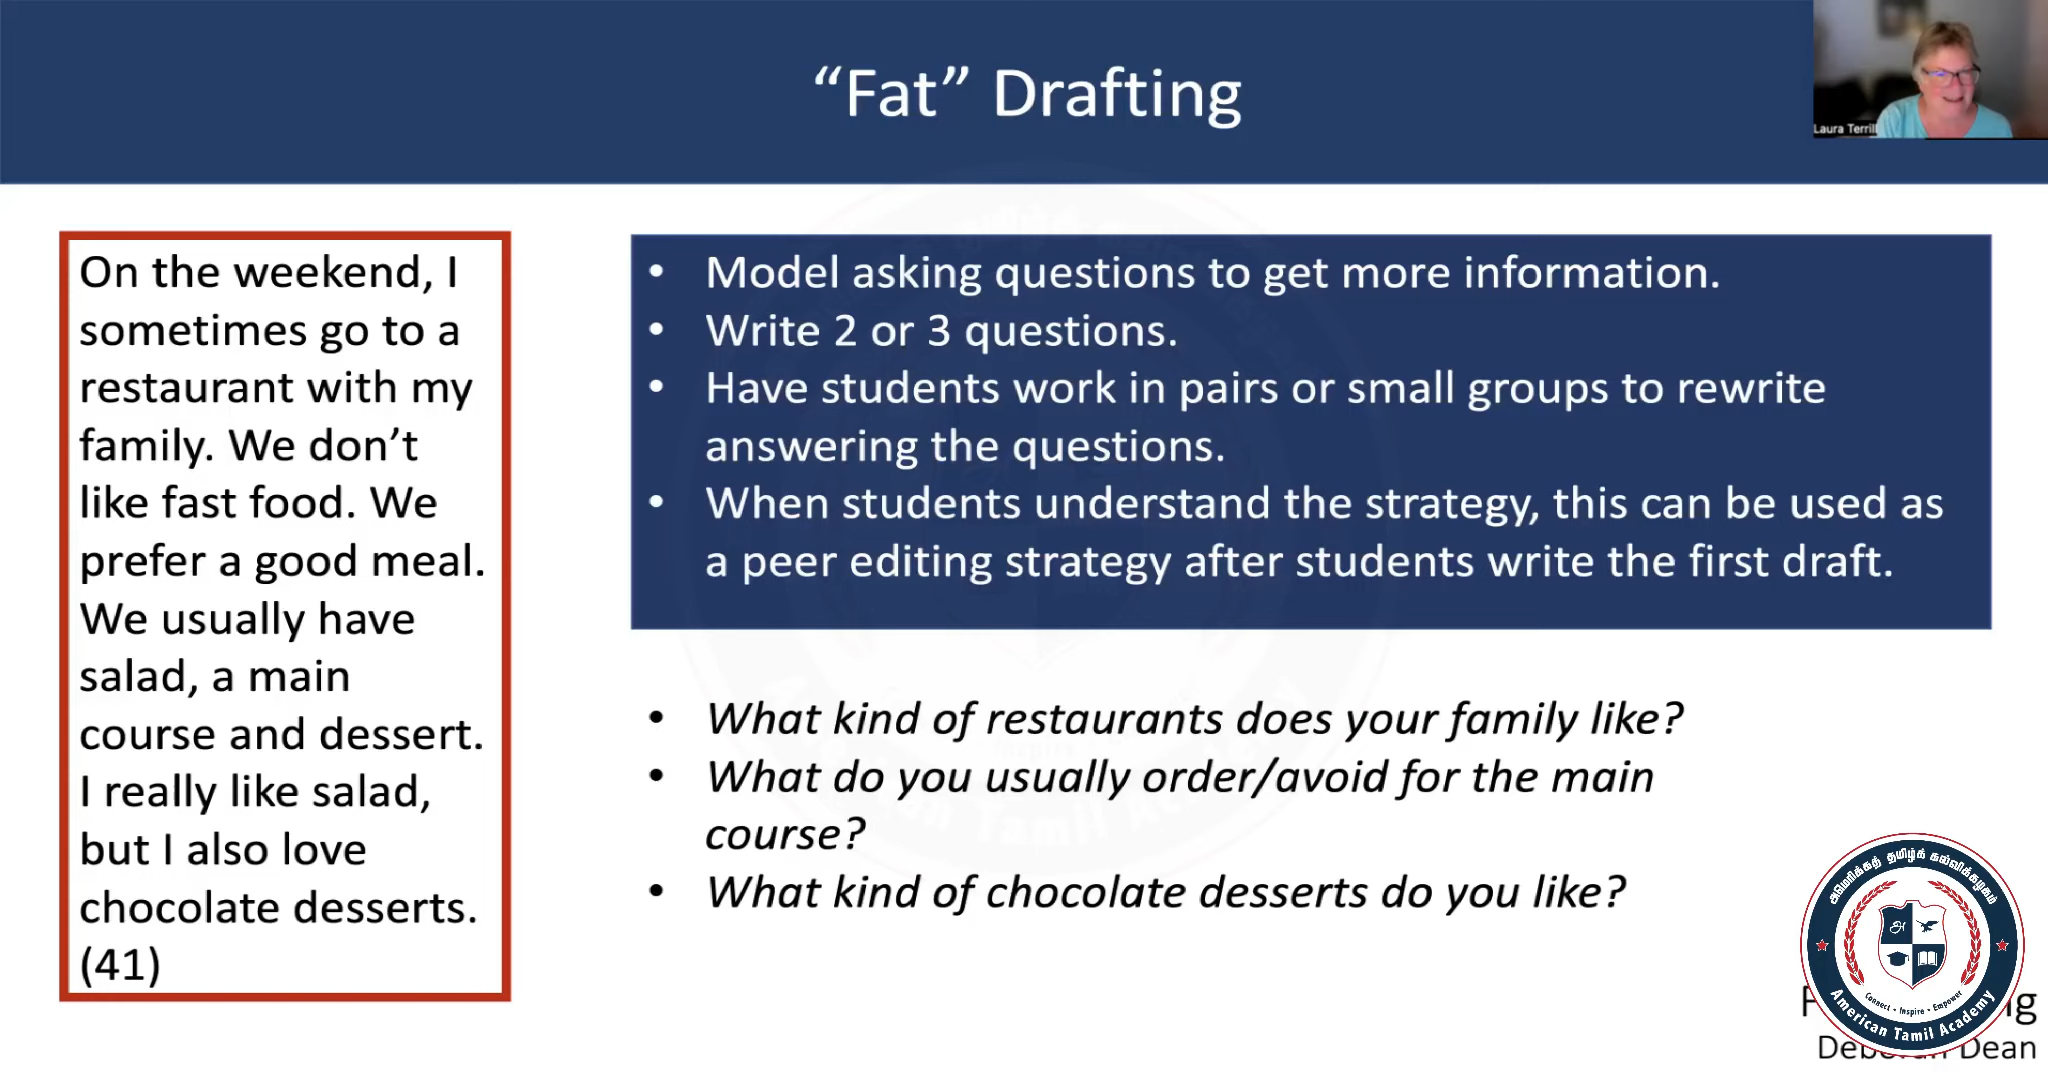 “Fat” Drafting
Laura Terrill
On the weekend, I
sometimes go to a
restaurant with my
family. We don’t
like fast food. We
prefer a good meal.
We usually have
salad, a main
course and dessert.
I really like salad,
but I also love
chocolate desserts.
(41)
• Model asking questions to get more information.
• Write 2 or 3 questions.
• Have students work in pairs or small groups to rewrite
answering the questions.
• When students understand the strategy, this can be used as
a peer editing strategy after students write the first draft.
• What kind of restaurants does your family like?
• What do you usually order/avoid for the main
course?
• What kind of chocolate desserts do you like?
அமெரிக்கத் தமிழ்க் கல்விக்கழகம்
அ
Connect • Inspire • Empower
American Tamil Academy
Dean